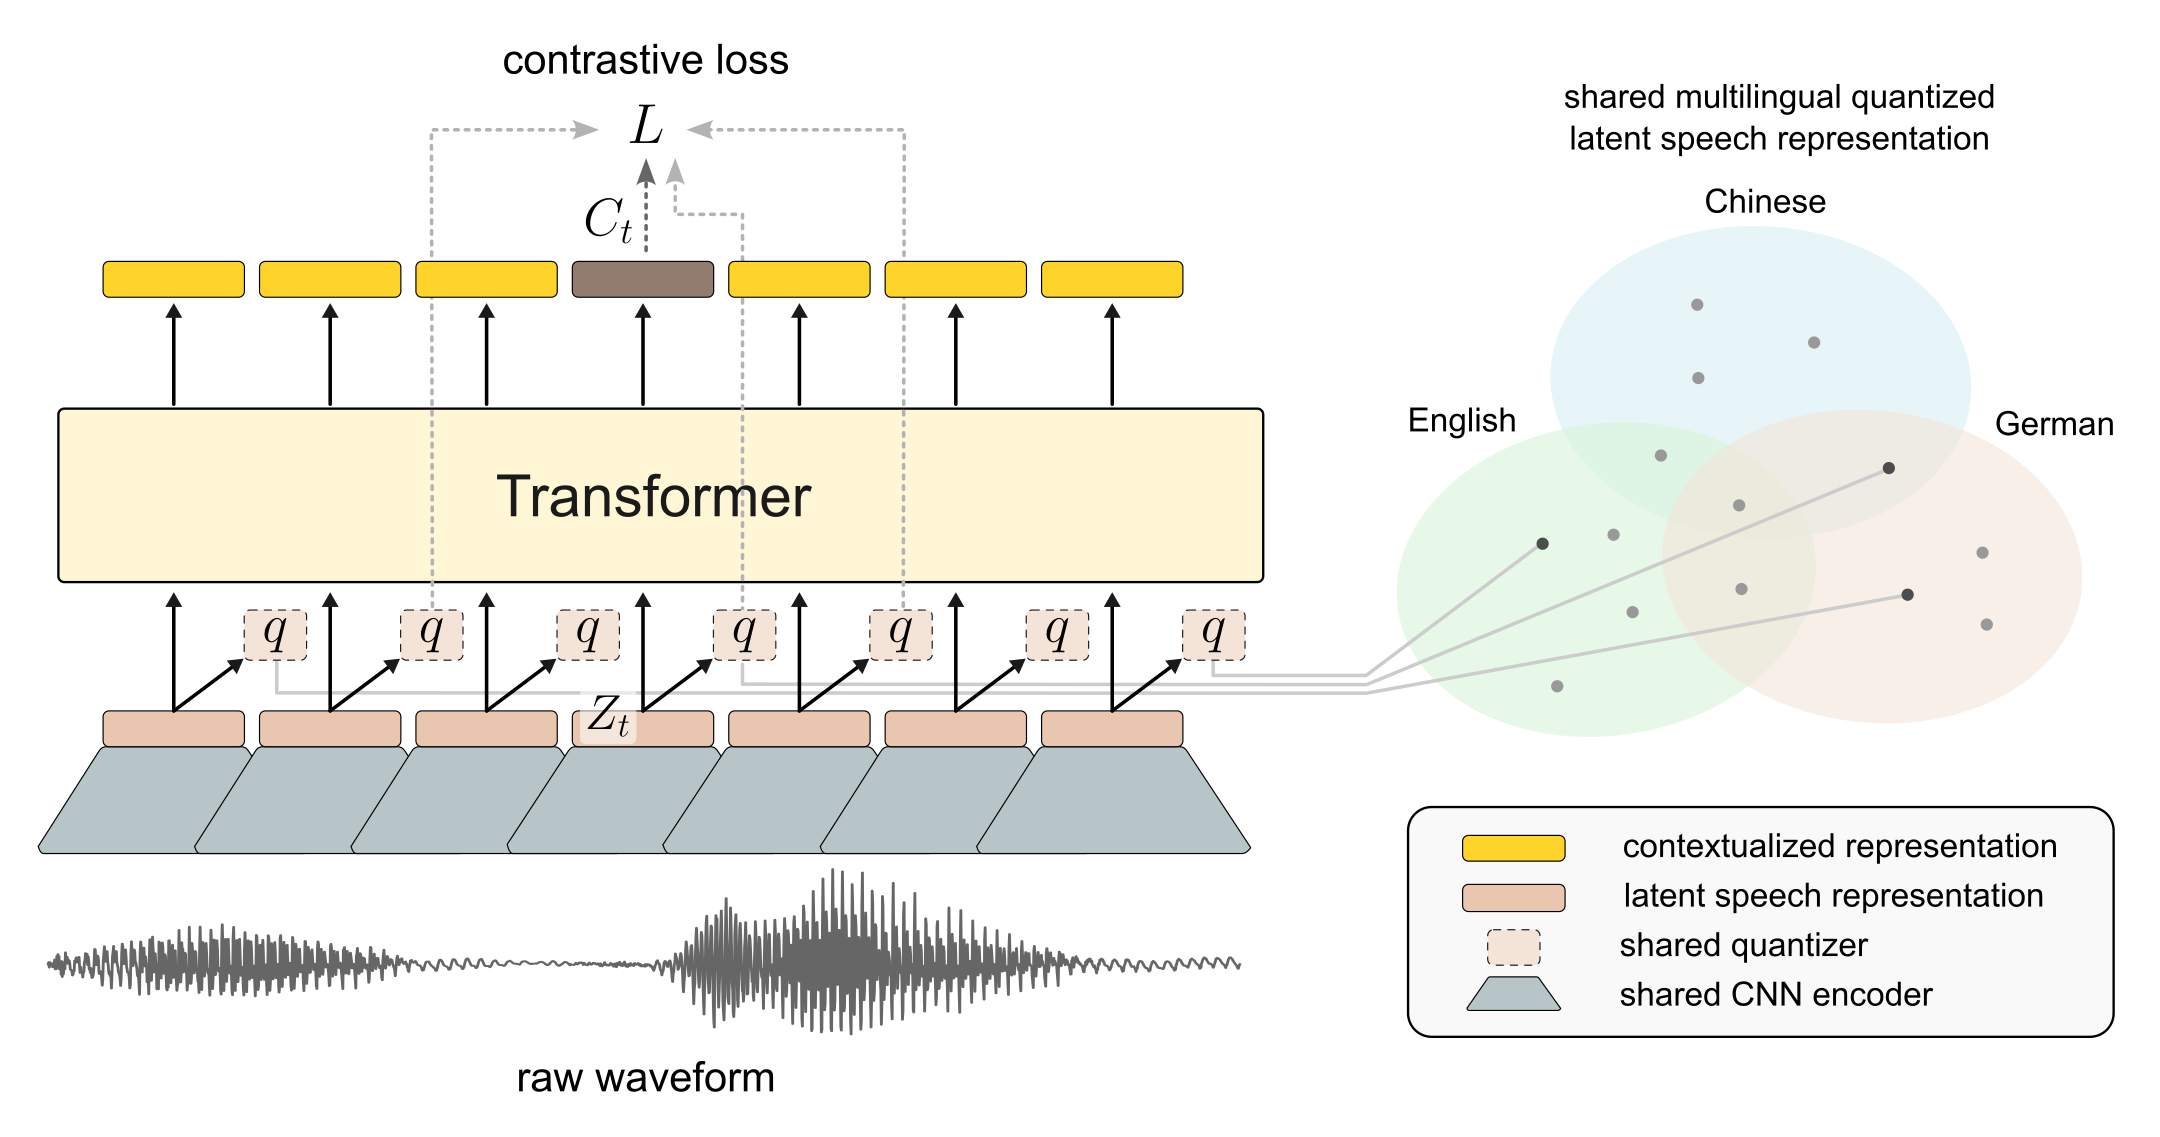 contrastive loss
L
C_t
Transformer
q q q q q q q
Z_t
raw waveform
shared multilingual quantized
latent speech representation
Chinese
English
German
contextualized representation
latent speech representation
shared quantizer
shared CNN encoder